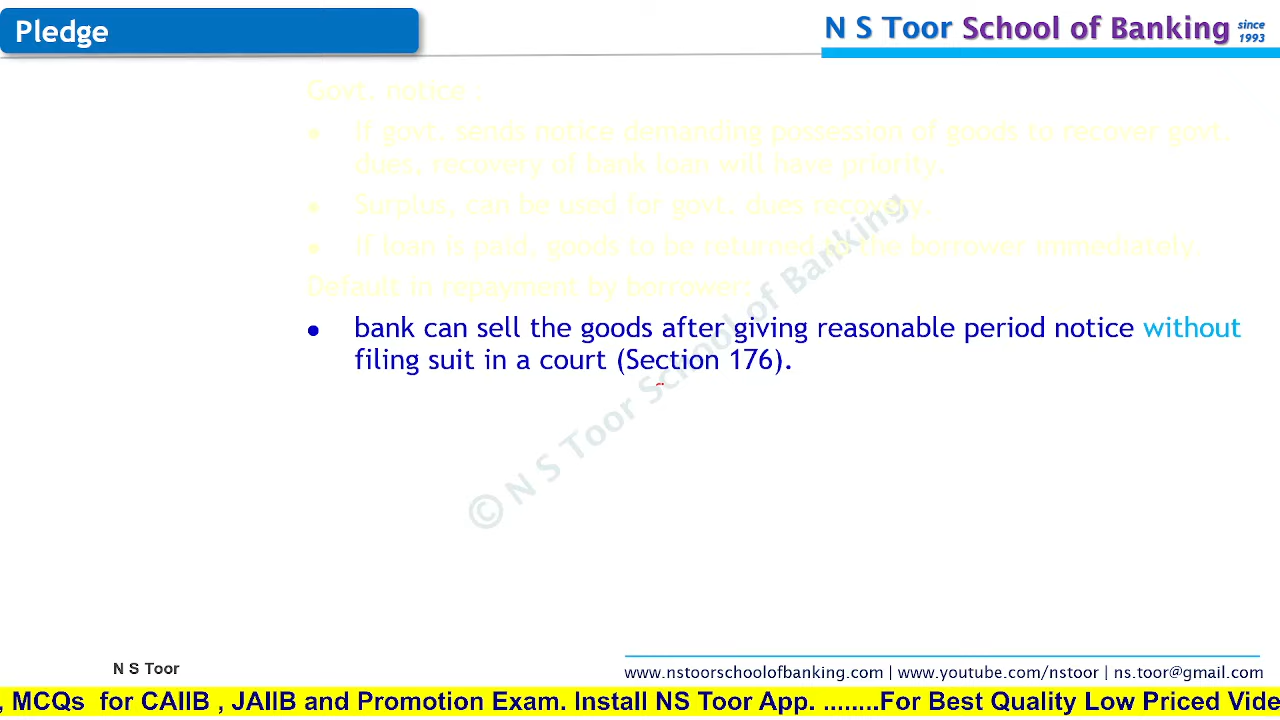 Pledge
N S Toor School of Banking since 1993
Govt. notice :
• If govt. sends notice demanding possession of goods to recover govt.
dues, recovery of bank loan will have priority.
• Surplus, can be used for govt. dues recovery.
• If loan is paid, goods to be returned to the borrower immediately.
Default in repayment by borrower:
• bank can sell the goods after giving reasonable period notice without
filing suit in a court (Section 176).
© N S Toor School of Banking
N S Toor
www.nstoorschoolofbanking.com | www.youtube.com/nstoor | ns.toor@gmail.com
, MCQs for CAIIB , JAIIB and Promotion Exam. Install NS Toor App. ........For Best Quality Low Priced Vide